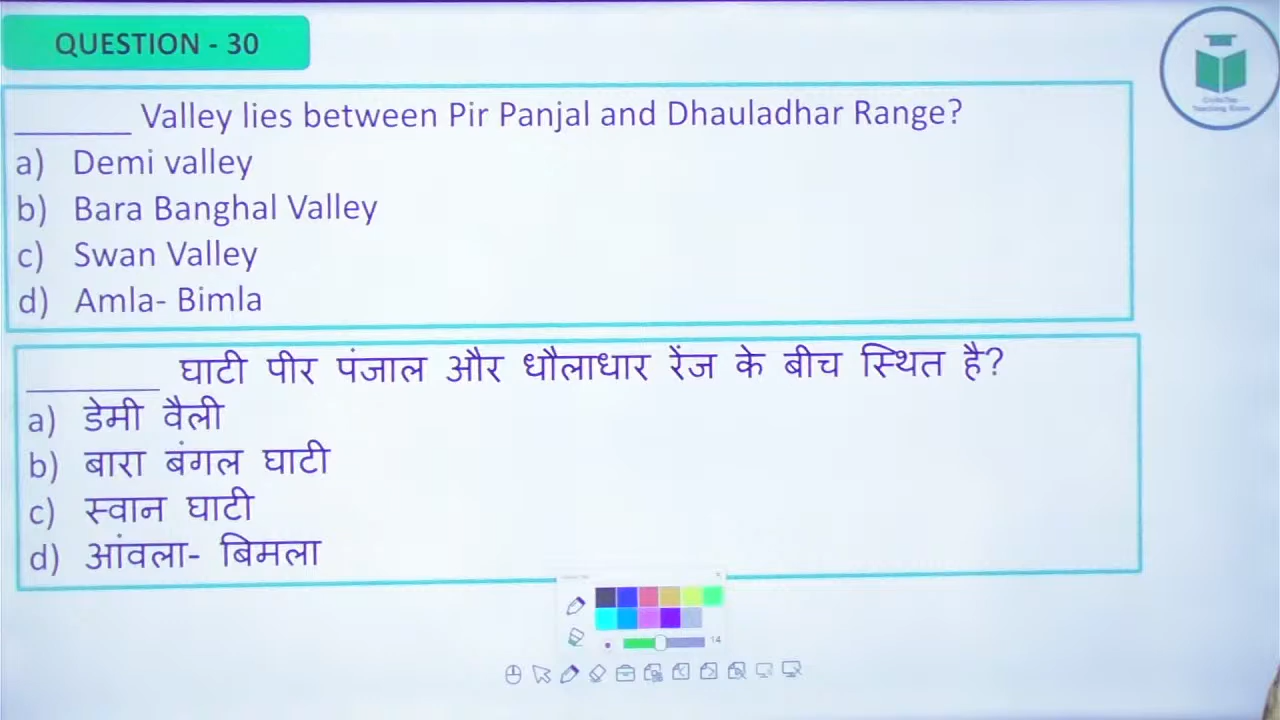 QUESTION - 30
_______ Valley lies between Pir Panjal and Dhauladhar Range?
a) Demi valley
b) Bara Banghal Valley
c) Swan Valley
d) Amla- Bimla
_______ घाटी पीर पंजाल और धौलाधार रेंज के बीच स्थित है?
a) डेमी वैली
b) बारा बंगल घाटी
c) स्वान घाटी
d) आंवला- बिमला
14